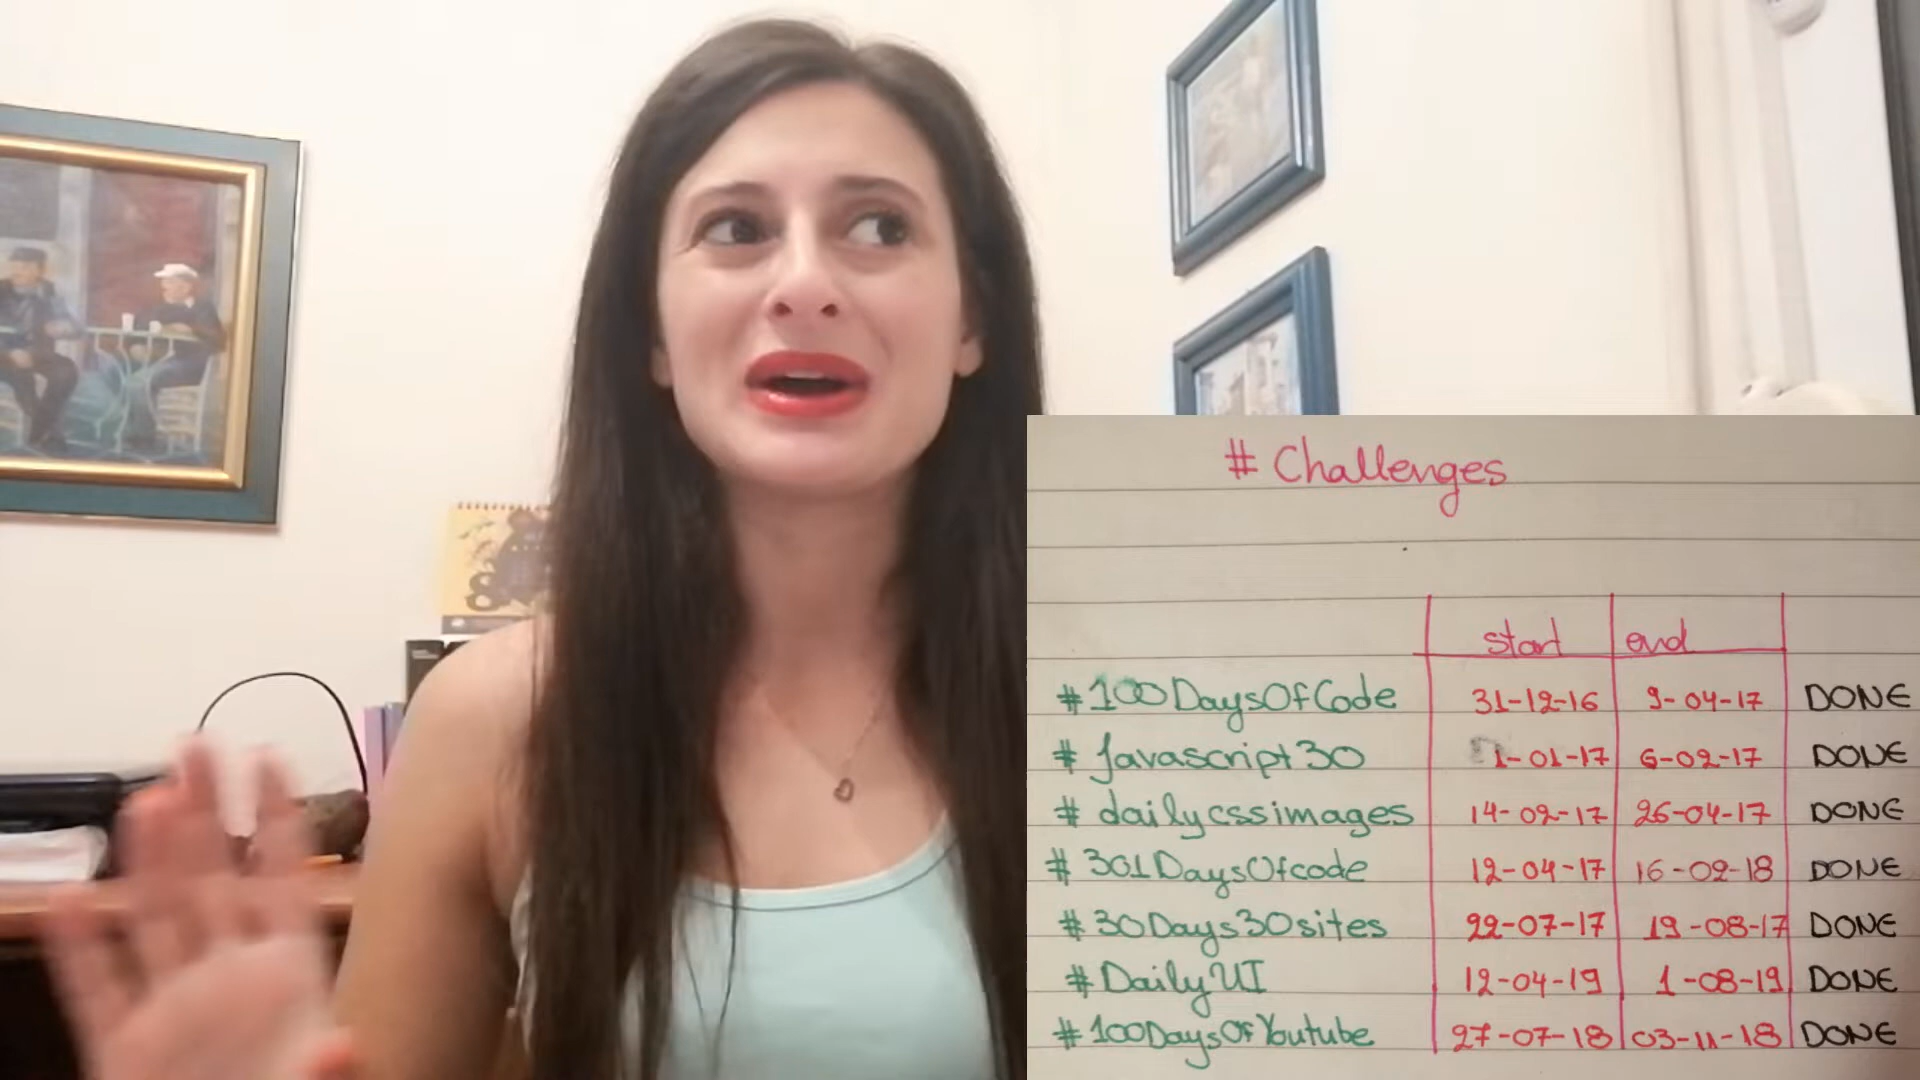 # Challenges
start end
#100DaysOfCode 31-12-16 9-04-17 DONE
#Javascript30 1-01-17 6-02-17 DONE
#dailycssimages 14-02-17 26-04-17 DONE
#301DaysOfcode 12-04-17 16-02-18 DONE
#30Days30sites 22-07-17 19-08-17 DONE
#DailyUI 12-04-19 1-08-19 DONE
#100DaysOfYoutube 27-07-18 03-11-18 DONE